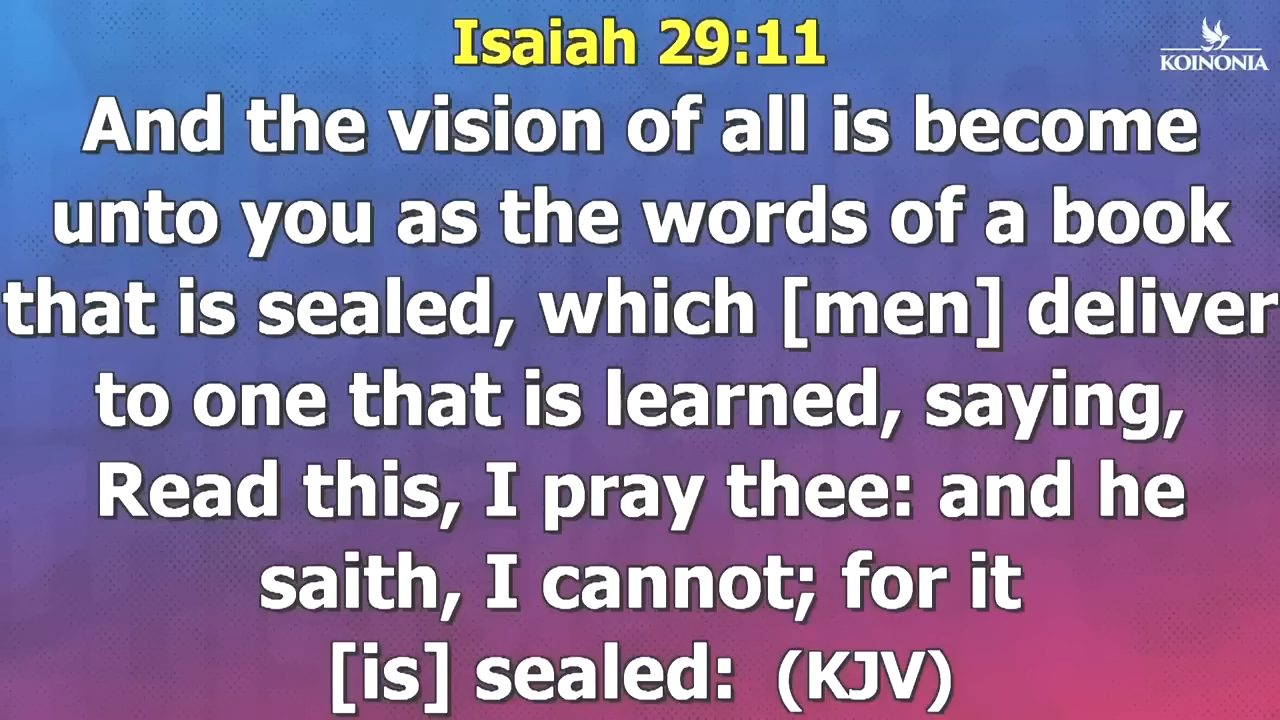 Isaiah 29:11
KOINONIA
And the vision of all is become
unto you as the words of a book
that is sealed, which [men] deliver
to one that is learned, saying,
Read this, I pray thee: and he
saith, I cannot; for it
[is] sealed: (KJV)